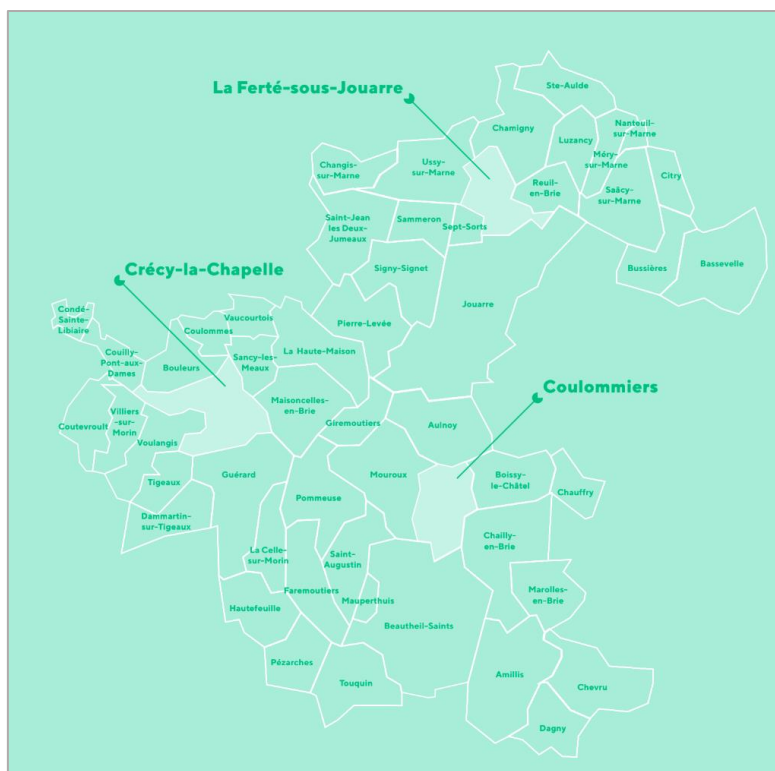 Ste-Aulde
La Ferté-sous-Jouarre
Chamigny
Nanteuil-
sur-Marne
Luzancy
Changis-
sur-Marne
Ussy-
sur-Marne
Méry-
sur-Marne
Citry
Reuil-
en-Brie
Saâcy-
sur-Marne
Saint-Jean
les Deux-
Jumeaux
Sammeron
Sept-Sorts
Bussières
Bassevelle
Signy-Signet
Crécy-la-Chapelle
Jouarre
Condé-
Sainte-
Libiaire
Vaucourtois
Coulommes
Pierre-Levée
Couilly-
Pont-aux-
Dames
Bouleurs
Sancy-les-
Meaux
La Haute-Maison
Coulommiers
Maisoncelles-
en-Brie
Villiers
-sur-
Morin
Coutevroult
Voulangis
Giremoutiers
Aulnoy
Tigeaux
Guérard
Mouroux
Boissy-
le-Châtel
Chauffry
Pommeuse
Dammartin-
sur-Tigeaux
Chailly-
en-Brie
La Celle-
sur-Morin
Saint-
Augustin
Faremoutiers
Marolles-
en-Brie
Mauperthuis
Hautefeuille
Beautheil-Saints
Pézarches
Touquin
Amillis
Chevru
Dagny